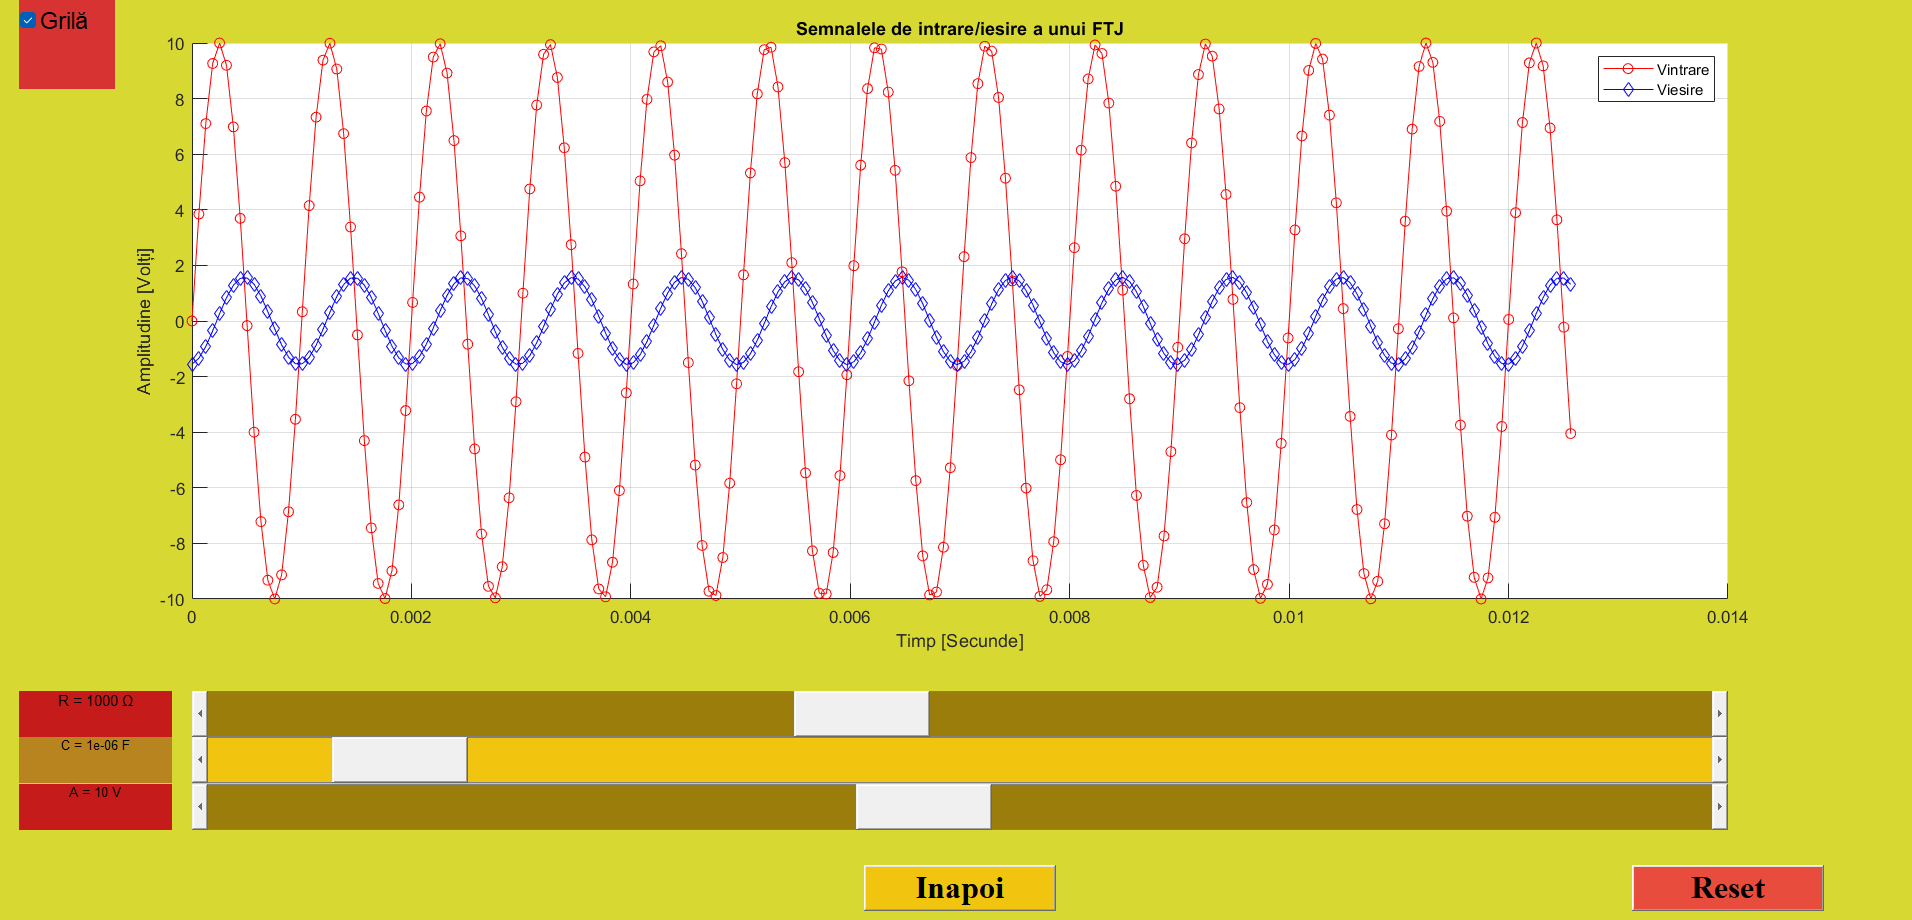 Grilă
Semnalele de intrare/iesire a unui FTJ
Vintrare
Viesire
Amplitudine [Volți]
10
8
6
4
2
0
-2
-4
-6
-8
-10
0 0.002 0.004 0.006 0.008 0.01 0.012 0.014
Timp [Secunde]
R = 1000 Ω
C = 1e-06 F
A = 10 V
Inapoi
Reset